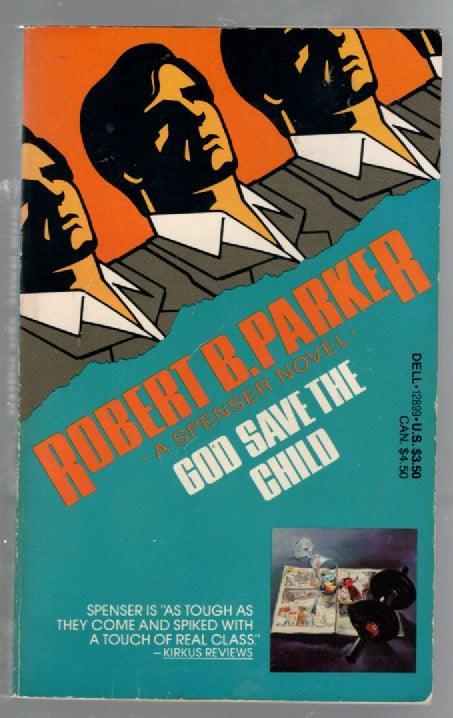 ROBERT B. PARKER
· A SPENSER NOVEL ·
GOD SAVE THE
CHILD
DELL • 12899 • U.S. $3.50
CAN. $4.50
SPENSER IS "AS TOUGH AS
THEY COME AND SPIKED WITH
A TOUCH OF REAL CLASS."
—KIRKUS REVIEWS